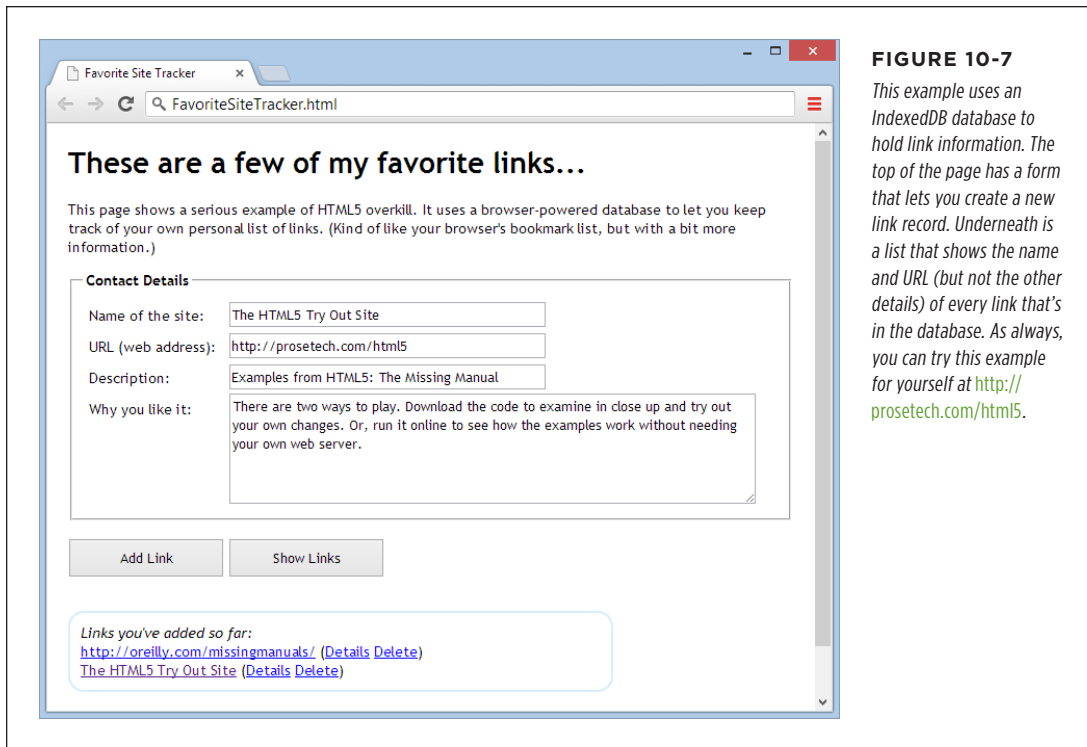 Favorite Site Tracker
FavoriteSiteTracker.html
These are a few of my favorite links...
This page shows a serious example of HTML5 overkill. It uses a browser-powered database to let you keep
track of your own personal list of links. (Kind of like your browser's bookmark list, but with a bit more
information.)
Contact Details
Name of the site: The HTML5 Try Out Site
URL (web address): http://prosetech.com/html5
Description: Examples from HTML5: The Missing Manual
Why you like it: There are two ways to play. Download the code to examine in close up and try out
your own changes. Or, run it online to see how the examples work without needing
your own web server.
Add Link Show Links
Links you've added so far:
http://oreilly.com/missingmanuals/ (Details Delete)
The HTML5 Try Out Site (Details Delete)
FIGURE 10-7
This example uses an
IndexedDB database to
hold link information. The
top of the page has a form
that lets you create a new
link record. Underneath is
a list that shows the name
and URL (but not the other
details) of every link that's
in the database. As always,
you can try this example
for yourself at http://
prosetech.com/html5.